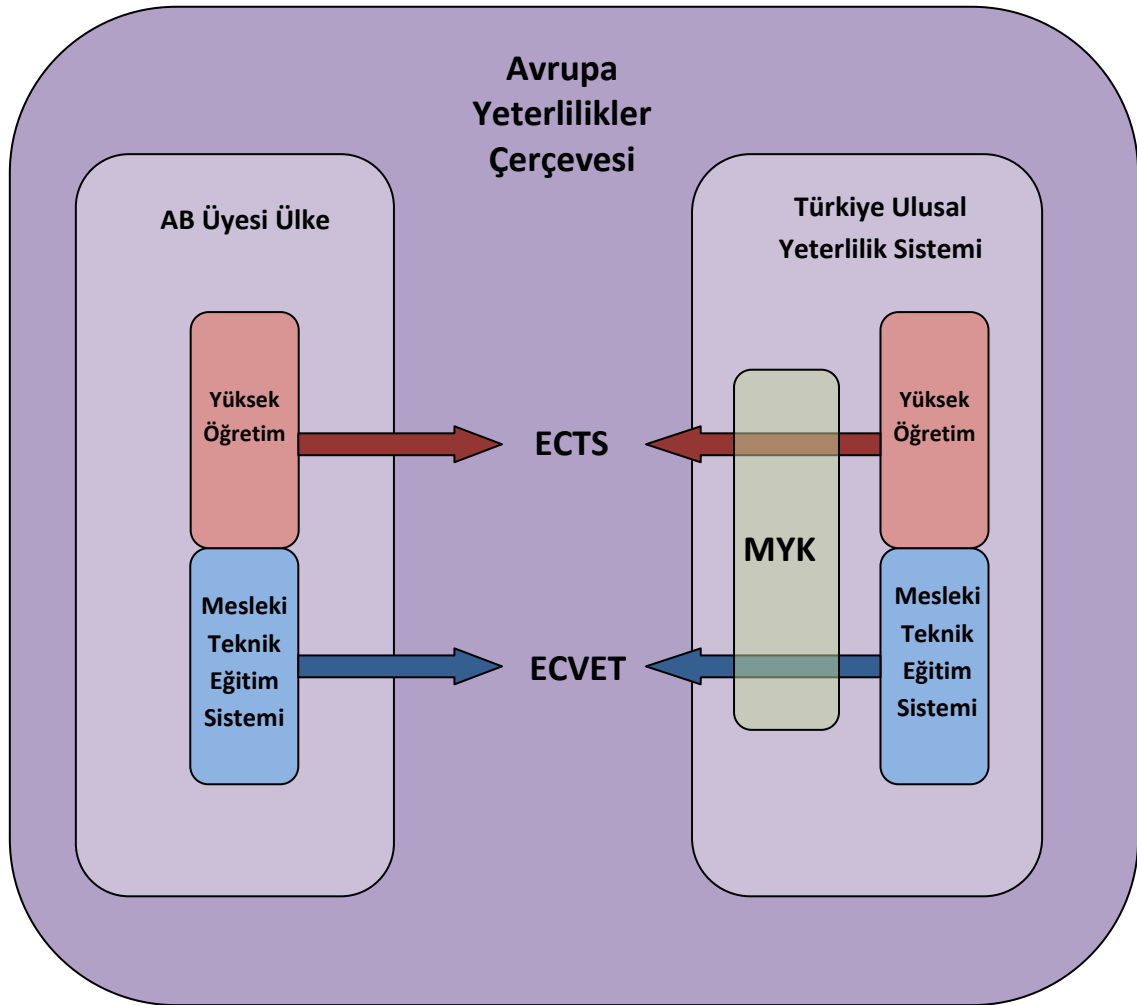 Avrupa
Yeterlilikler
Çerçevesi
AB Üyesi Ülke
Yüksek
Öğretim
Mesleki
Teknik
Eğitim
Sistemi
ECTS
ECVET
Türkiye Ulusal
Yeterlilik Sistemi
MYK
Yüksek
Öğretim
Mesleki
Teknik
Eğitim
Sistemi